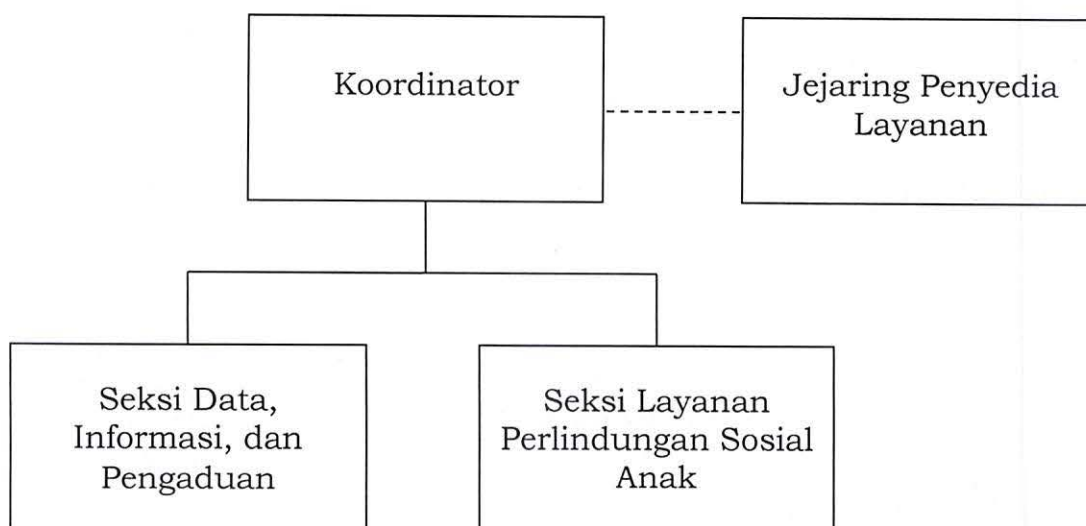 Koordinator
Jejaring Penyedia
Layanan
Seksi Data,
Informasi, dan
Pengaduan
Seksi Layanan
Perlindungan Sosial
Anak